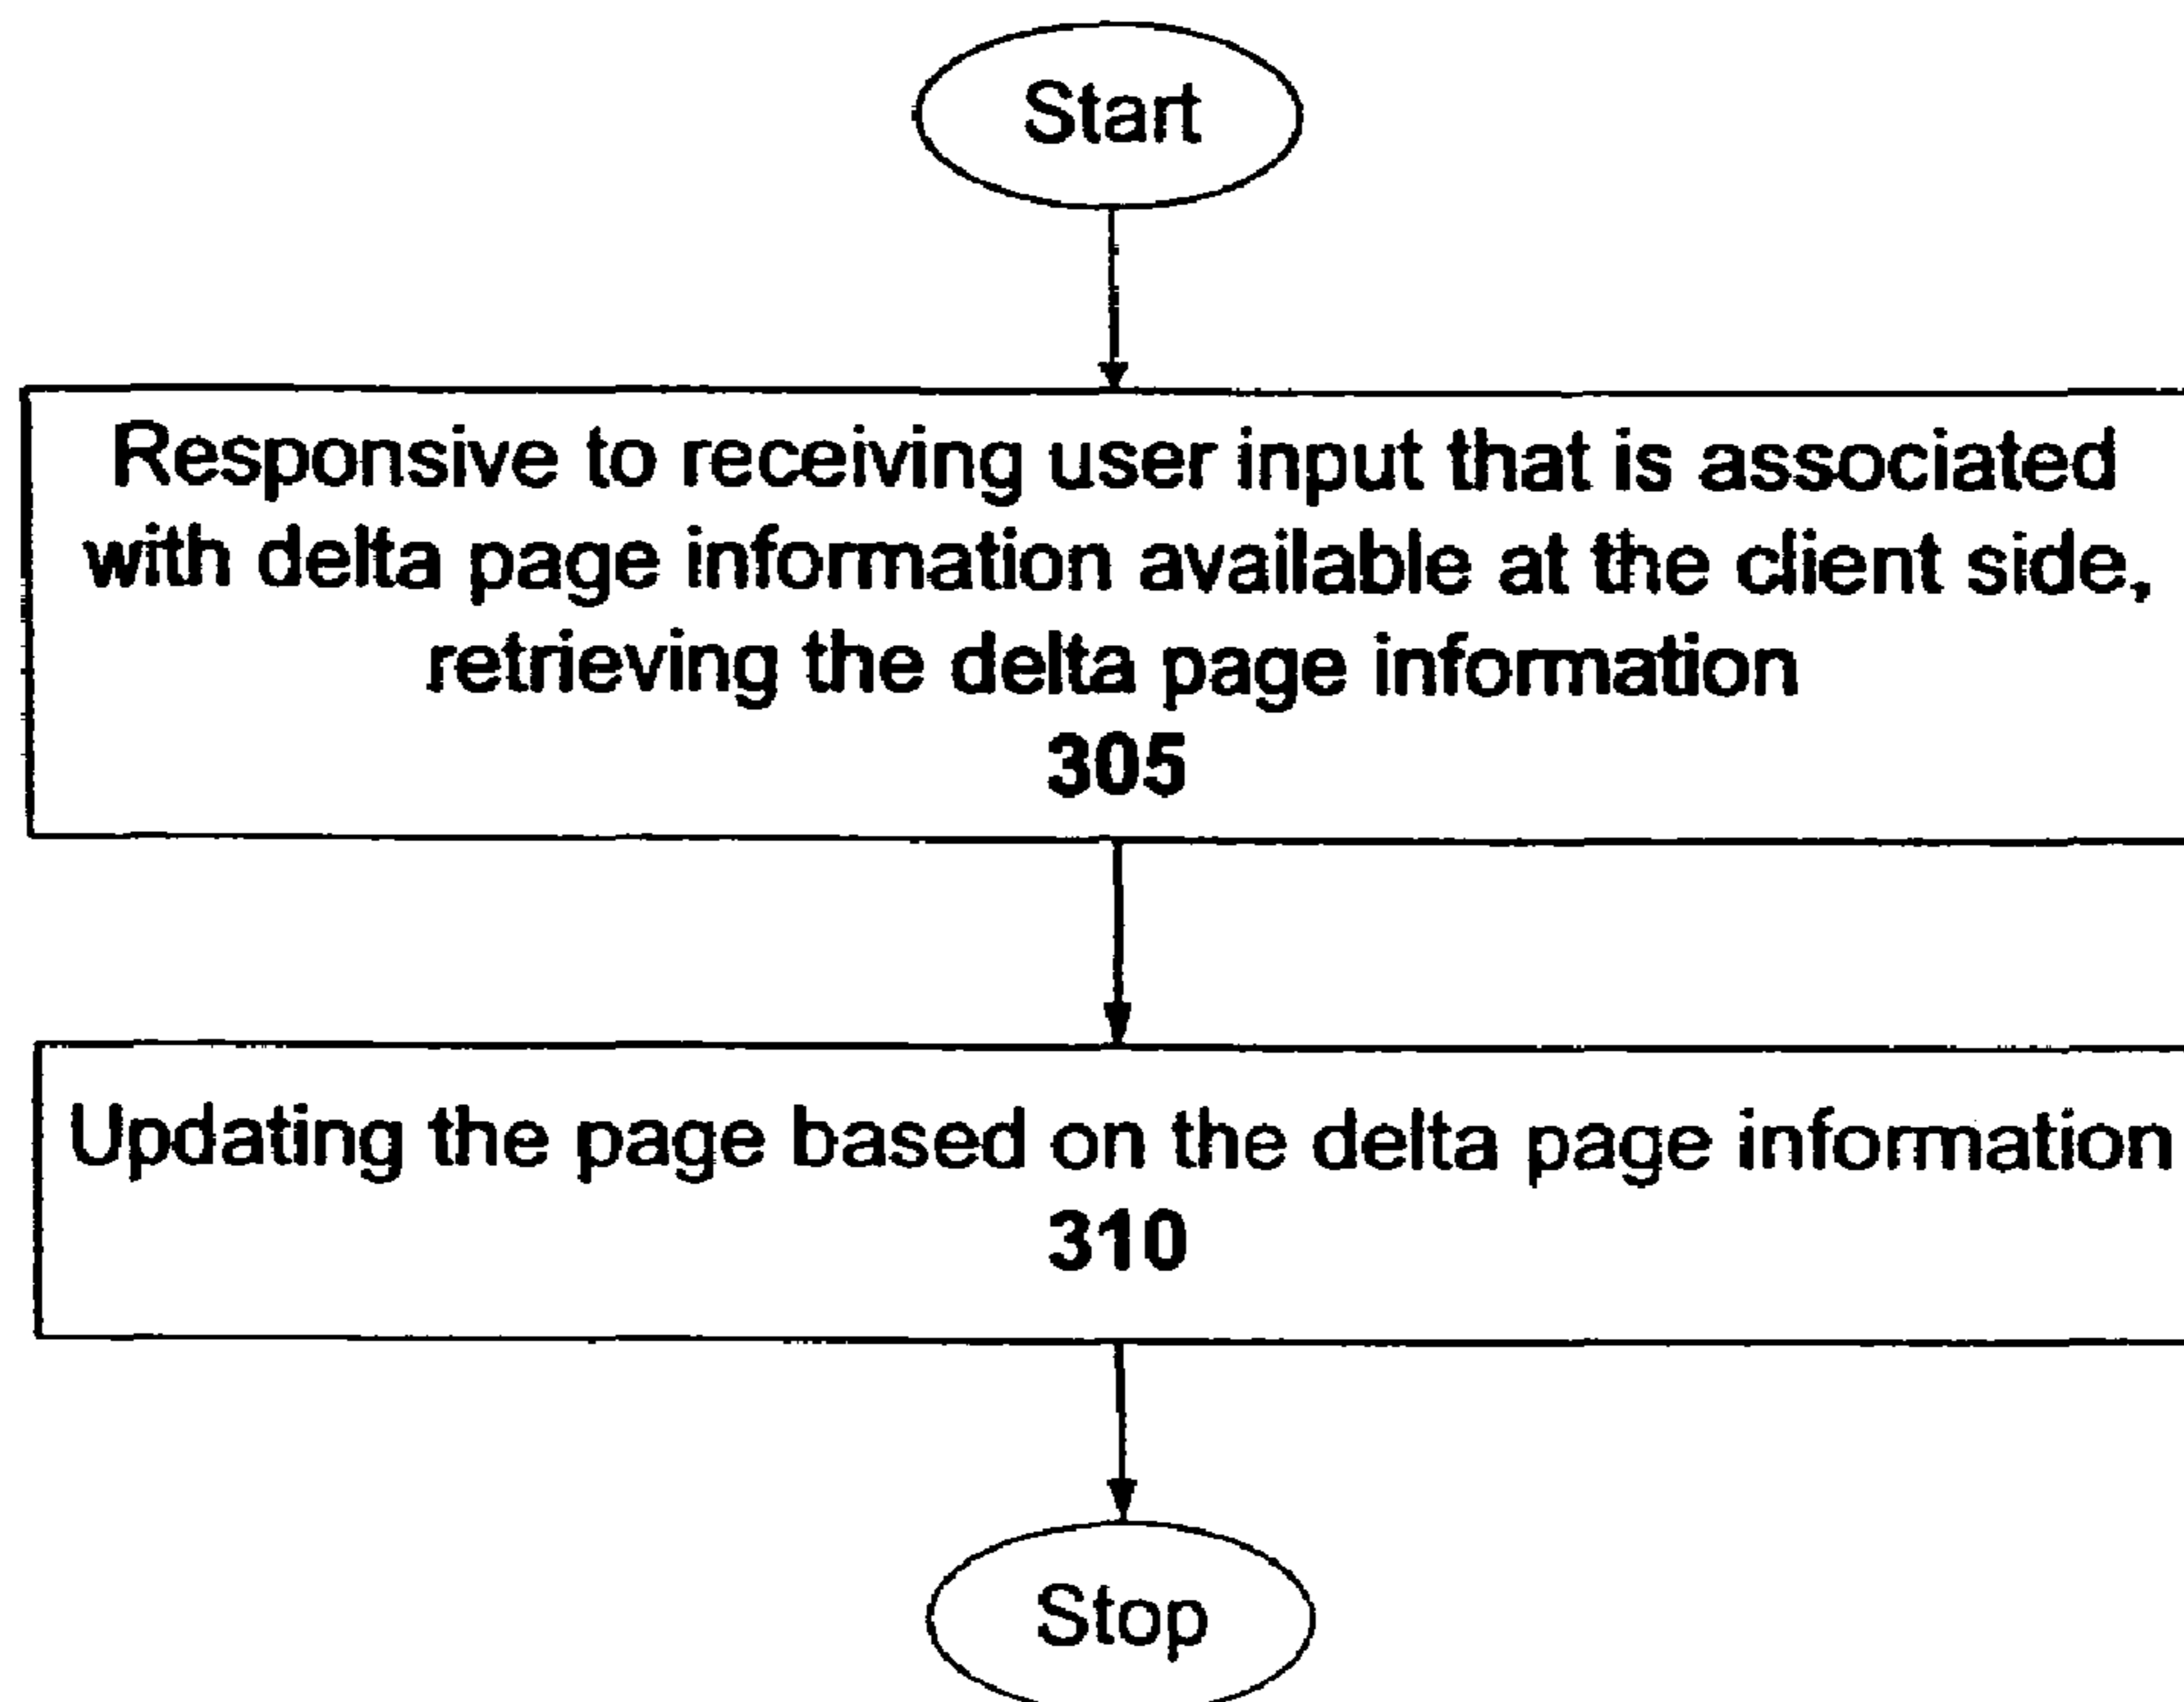 Start
Responsive to receiving user input that is associated
with delta page information available at the client side,
retrieving the delta page information
305
Updating the page based on the delta page information
310
Stop